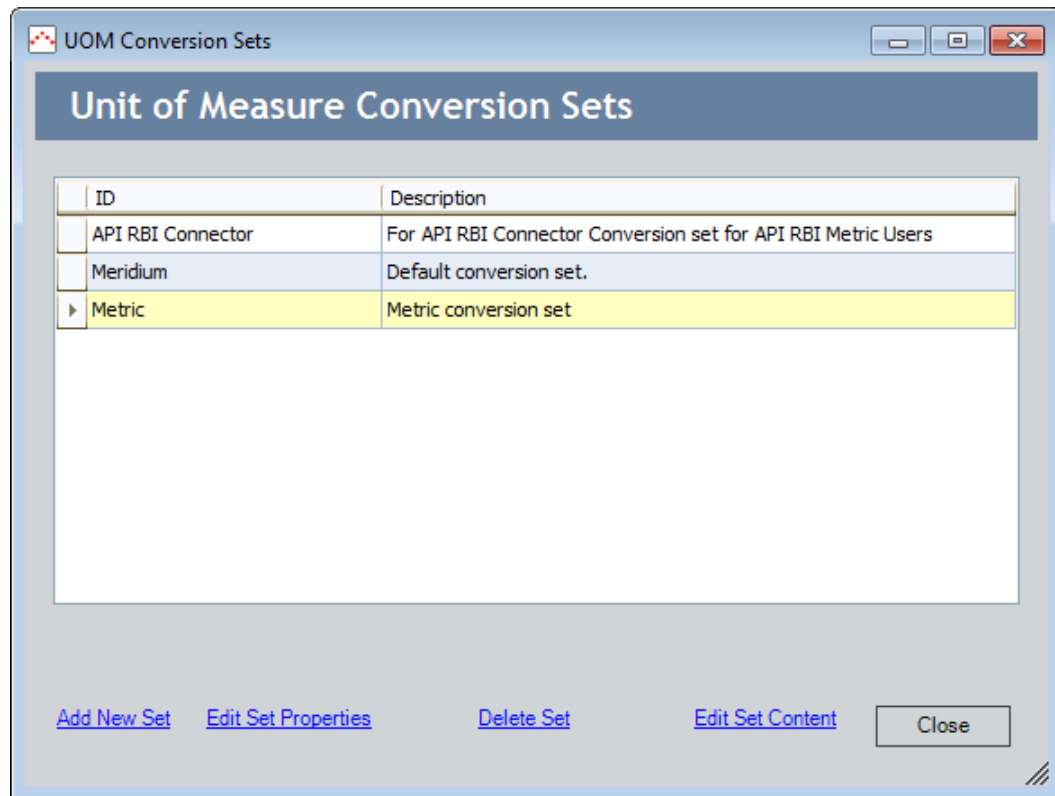 UOM Conversion Sets
Unit of Measure Conversion Sets
ID Description
API RBI Connector For API RBI Connector Conversion set for API RBI Metric Users
Meridium Default conversion set.
Metric Metric conversion set
Add New Set Edit Set Properties Delete Set Edit Set Content Close